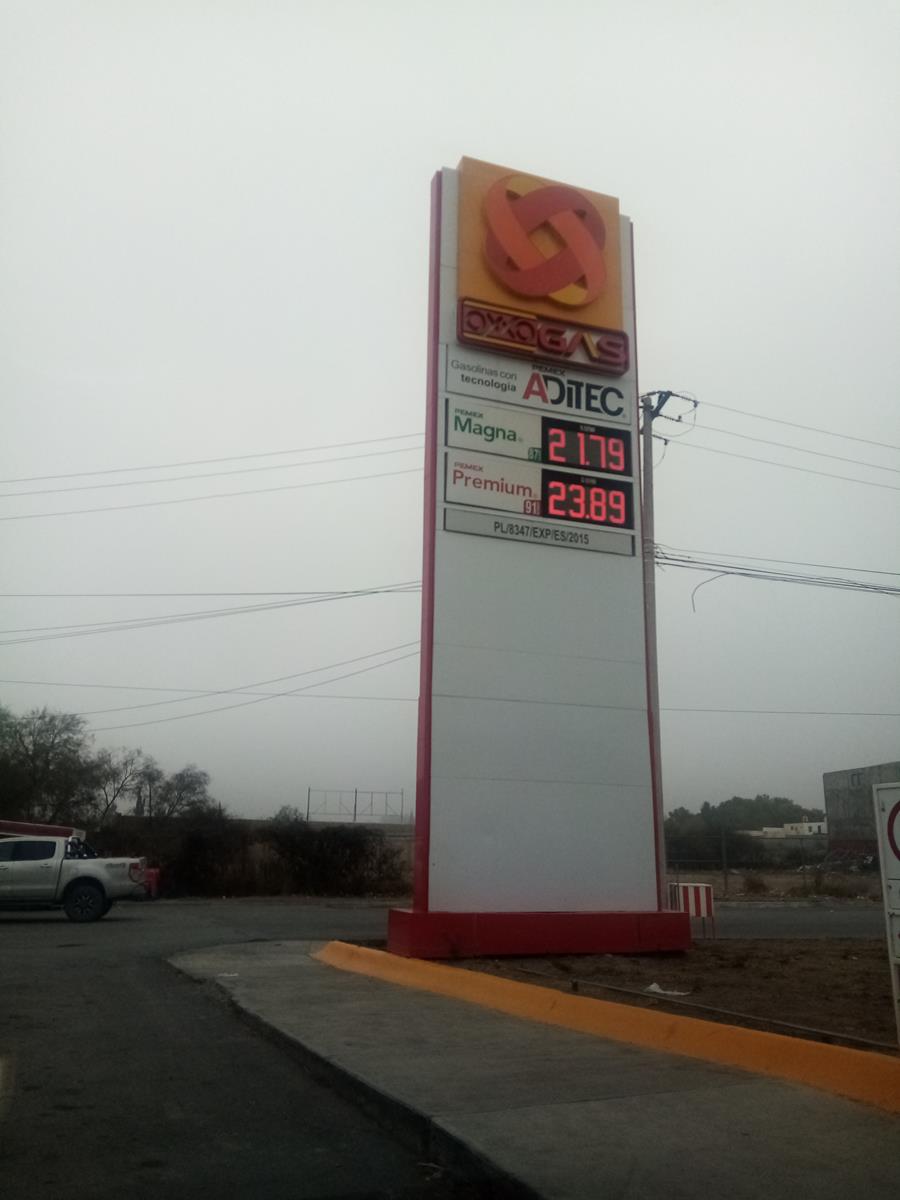 OXXO GAS
Gasolinas con
tecnología
PEMEX
ADITEC
PEMEX
Magna 87
21.79
PEMEX
Premium 91
23.89
PL/8347/EXP/ES/2015